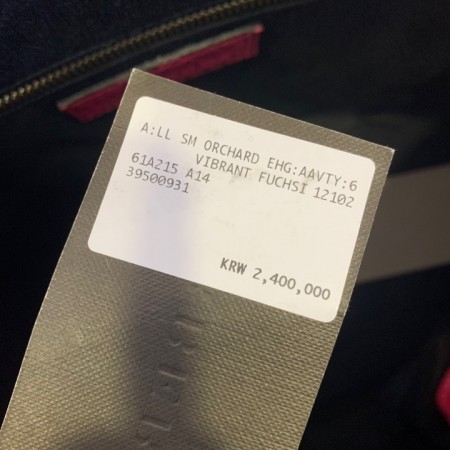 A:LL SM ORCHARD EHG:AAVTY:6
VIBRANT FUCHSI 12102
61A215 A14
39500931
KRW 2,400,000